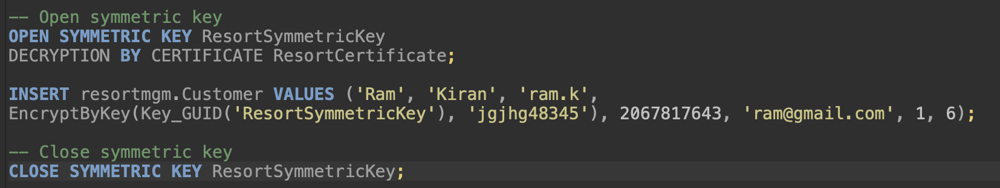 -- Open symmetric key
OPEN SYMMETRIC KEY ResortSymmetricKey
DECRYPTION BY CERTIFICATE ResortCertificate;
INSERT resortmgm.Customer VALUES ('Ram', 'Kiran', 'ram.k',
EncryptByKey(Key_GUID('ResortSymmetricKey'), 'jgjhg48345'), 2067817643, 'ram@gmail.com', 1, 6);
-- Close symmetric key
CLOSE SYMMETRIC KEY ResortSymmetricKey;